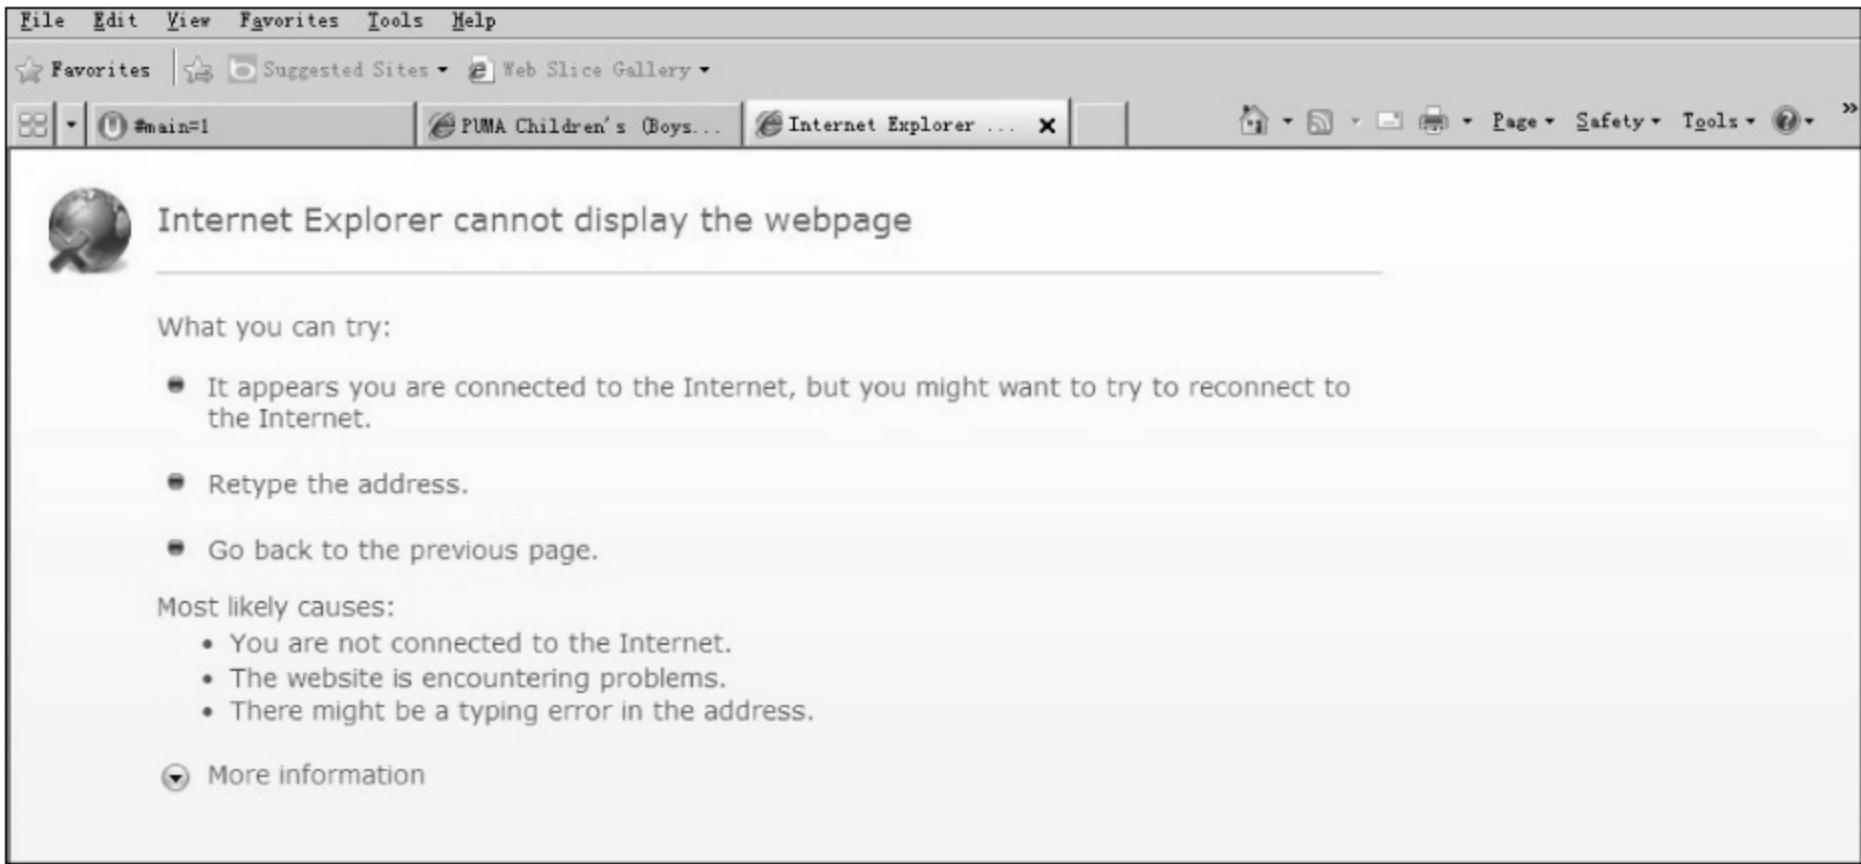 File Edit View Favorites Tools Help
Favorites Suggested Sites Web Slice Gallery
#main=1 PUMA Children's (Boys... Internet Explorer ... Page Safety Tools »
Internet Explorer cannot display the webpage
What you can try:
It appears you are connected to the Internet, but you might want to try to reconnect to
the Internet.
Retype the address.
Go back to the previous page.
Most likely causes:
• You are not connected to the Internet.
• The website is encountering problems.
• There might be a typing error in the address.
More information